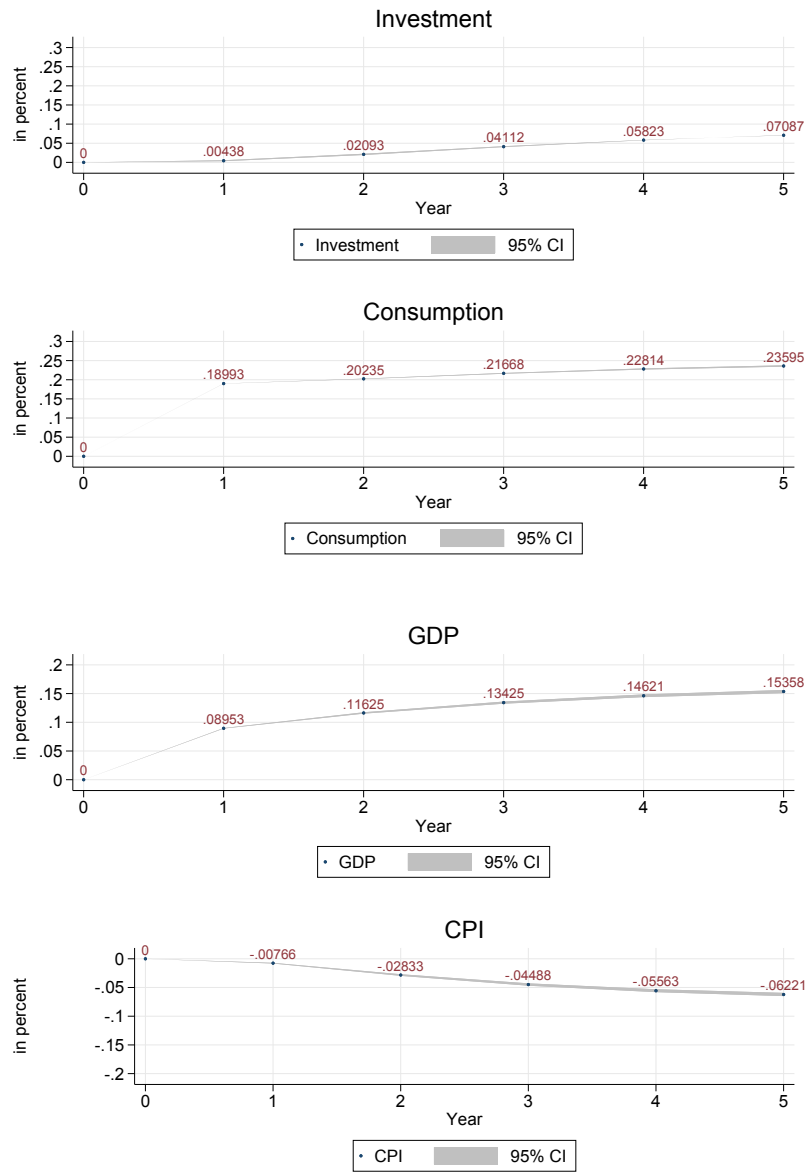 Investment
in percent
.3
.25
.2
.15
.1
.05
0
0 .00438 .02093 .04112 .05823 .07087
0 1 2 3 4 5
Year
Investment 95% CI
Consumption
in percent
.3
.25
.2
.15
.1
.05
0
0 .18993 .20235 .21668 .22814 .23595
0 1 2 3 4 5
Year
Consumption 95% CI
GDP
in percent
.2
.15
.1
.05
0
0 .08953 .11625 .13425 .14621 .15358
0 1 2 3 4 5
Year
GDP 95% CI
CPI
in percent
0
-.05
-.1
-.15
-.2
0 -.00766 -.02833 -.04488 -.05563 -.06221
0 1 2 3 4 5
Year
CPI 95% CI